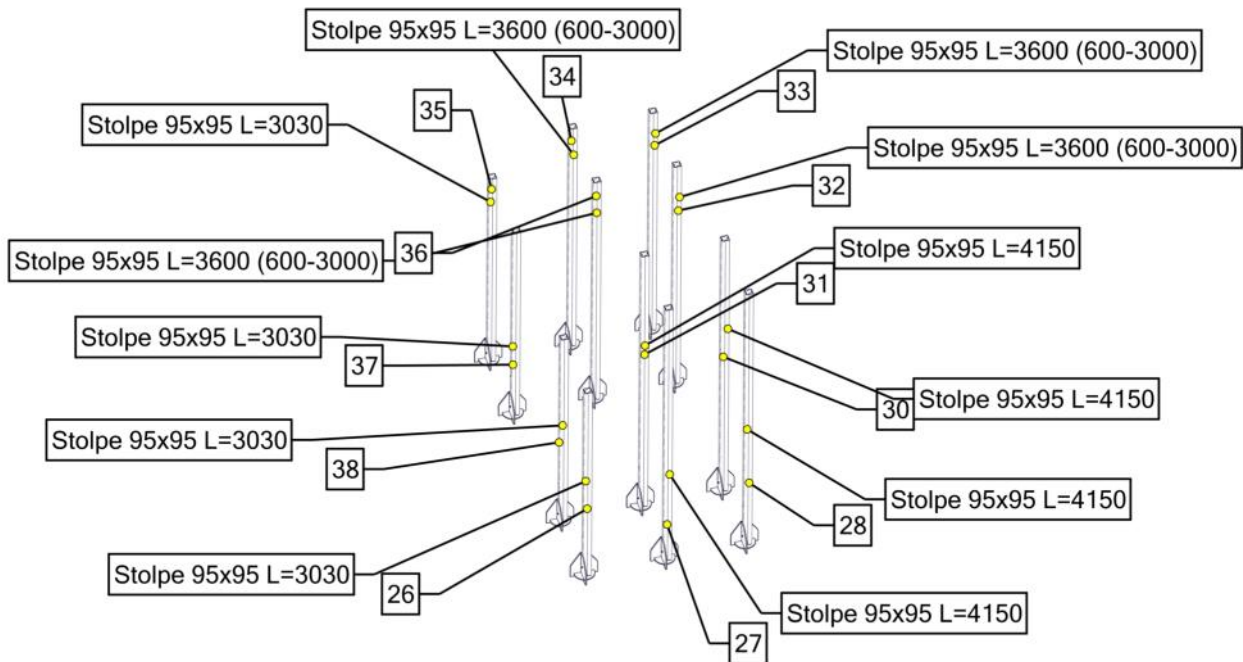 Stolpe 95x95 L=3600 (600-3000)
34
Stolpe 95x95 L=3600 (600-3000)
33
35
Stolpe 95x95 L=3030
Stolpe 95x95 L=3600 (600-3000)
32
36
Stolpe 95x95 L=3600 (600-3000)
Stolpe 95x95 L=4150
31
Stolpe 95x95 L=3030
37
30
Stolpe 95x95 L=4150
Stolpe 95x95 L=3030
38
Stolpe 95x95 L=4150
28
Stolpe 95x95 L=3030
26
Stolpe 95x95 L=4150
27